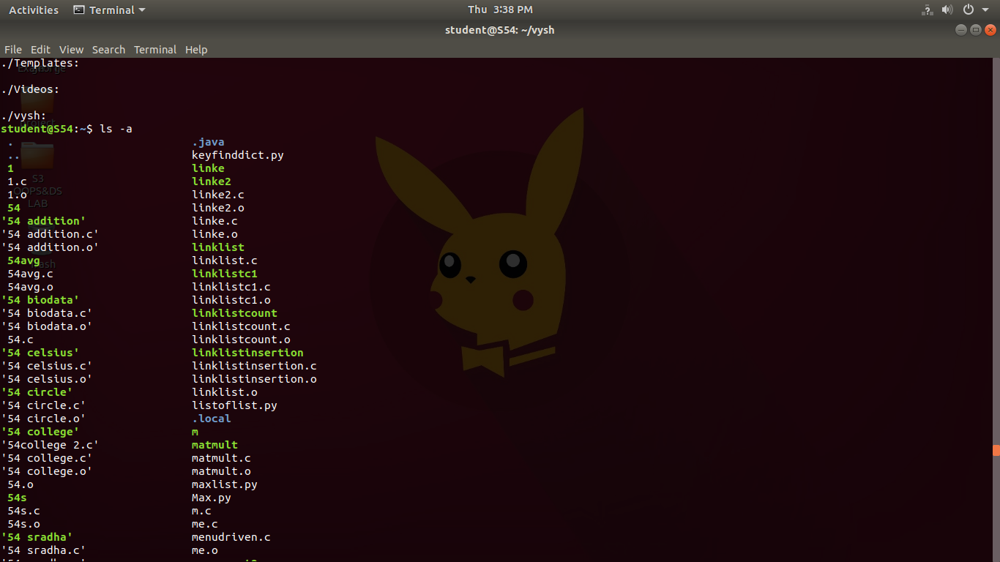 Activities Terminal Thu 3:38 PM
student@S54: ~/vysh
File Edit View Search Terminal Help
./Templates:
./Videos:
./vysh:
student@S54:~$ ls -a
. .java
.. keyfinddict.py
1 linke
1.c linke2
1.o linke2.c
54 linke2.o
'54 addition' linke.c
'54 addition.c' linke.o
'54 addition.o' linklist
54avg linklist.c
54avg.c linklistc1
54avg.o linklistc1.c
'54 biodata' linklistc1.o
'54 biodata.c' linklistcount
'54 biodata.o' linklistcount.c
54.c linklistcount.o
'54 celsius' linklistinsertion
'54 celsius.c' linklistinsertion.c
'54 celsius.o' linklistinsertion.o
'54 circle' linklist.o
'54 circle.c' listoflist.py
'54 circle.o' .local
'54 college' m
'54college 2.c' matmult
'54 college.c' matmult.c
'54 college.o' matmult.o
54.o maxlist.py
54s Max.py
54s.c m.c
54s.o me.c
'54 sradha' menudriven.c
'54 sradha.c' me.o
S3
OOPS&DS
LAB